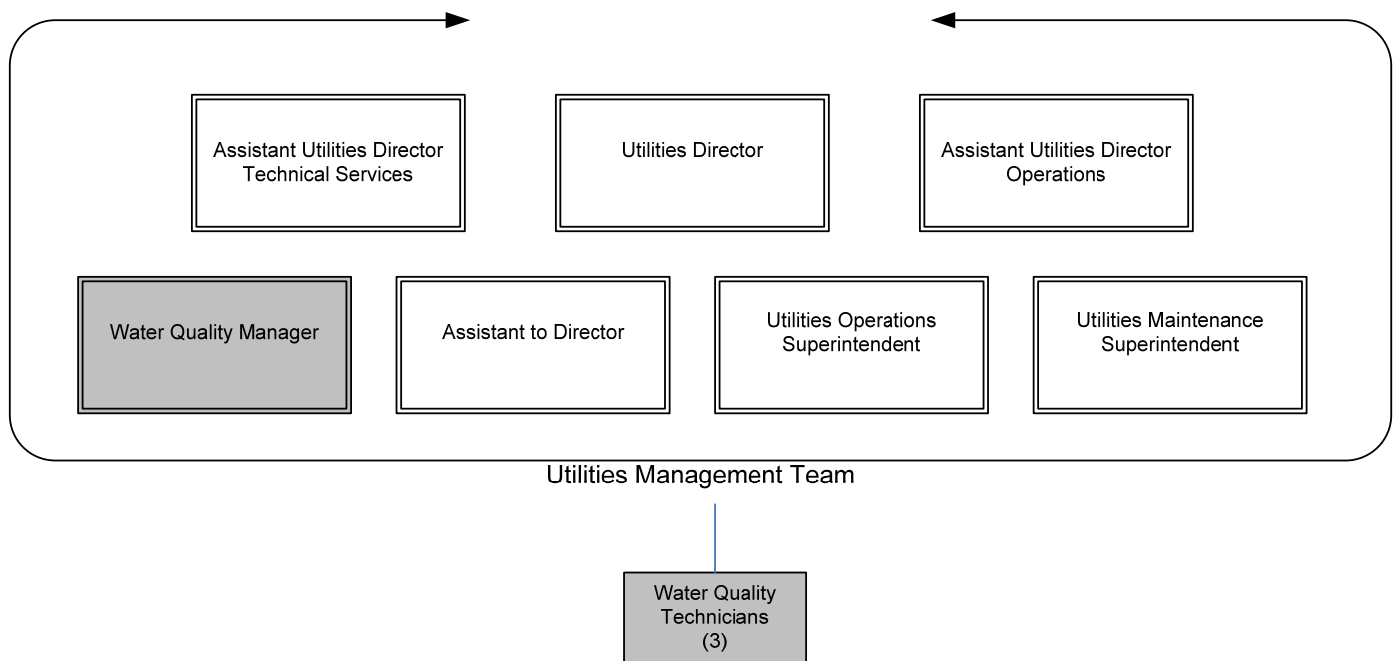 Assistant Utilities Director
Technical Services
Utilities Director
Assistant Utilities Director
Operations
Water Quality Manager
Assistant to Director
Utilities Operations
Superintendent
Utilities Maintenance
Superintendent
Utilities Management Team
Water Quality
Technicians
(3)